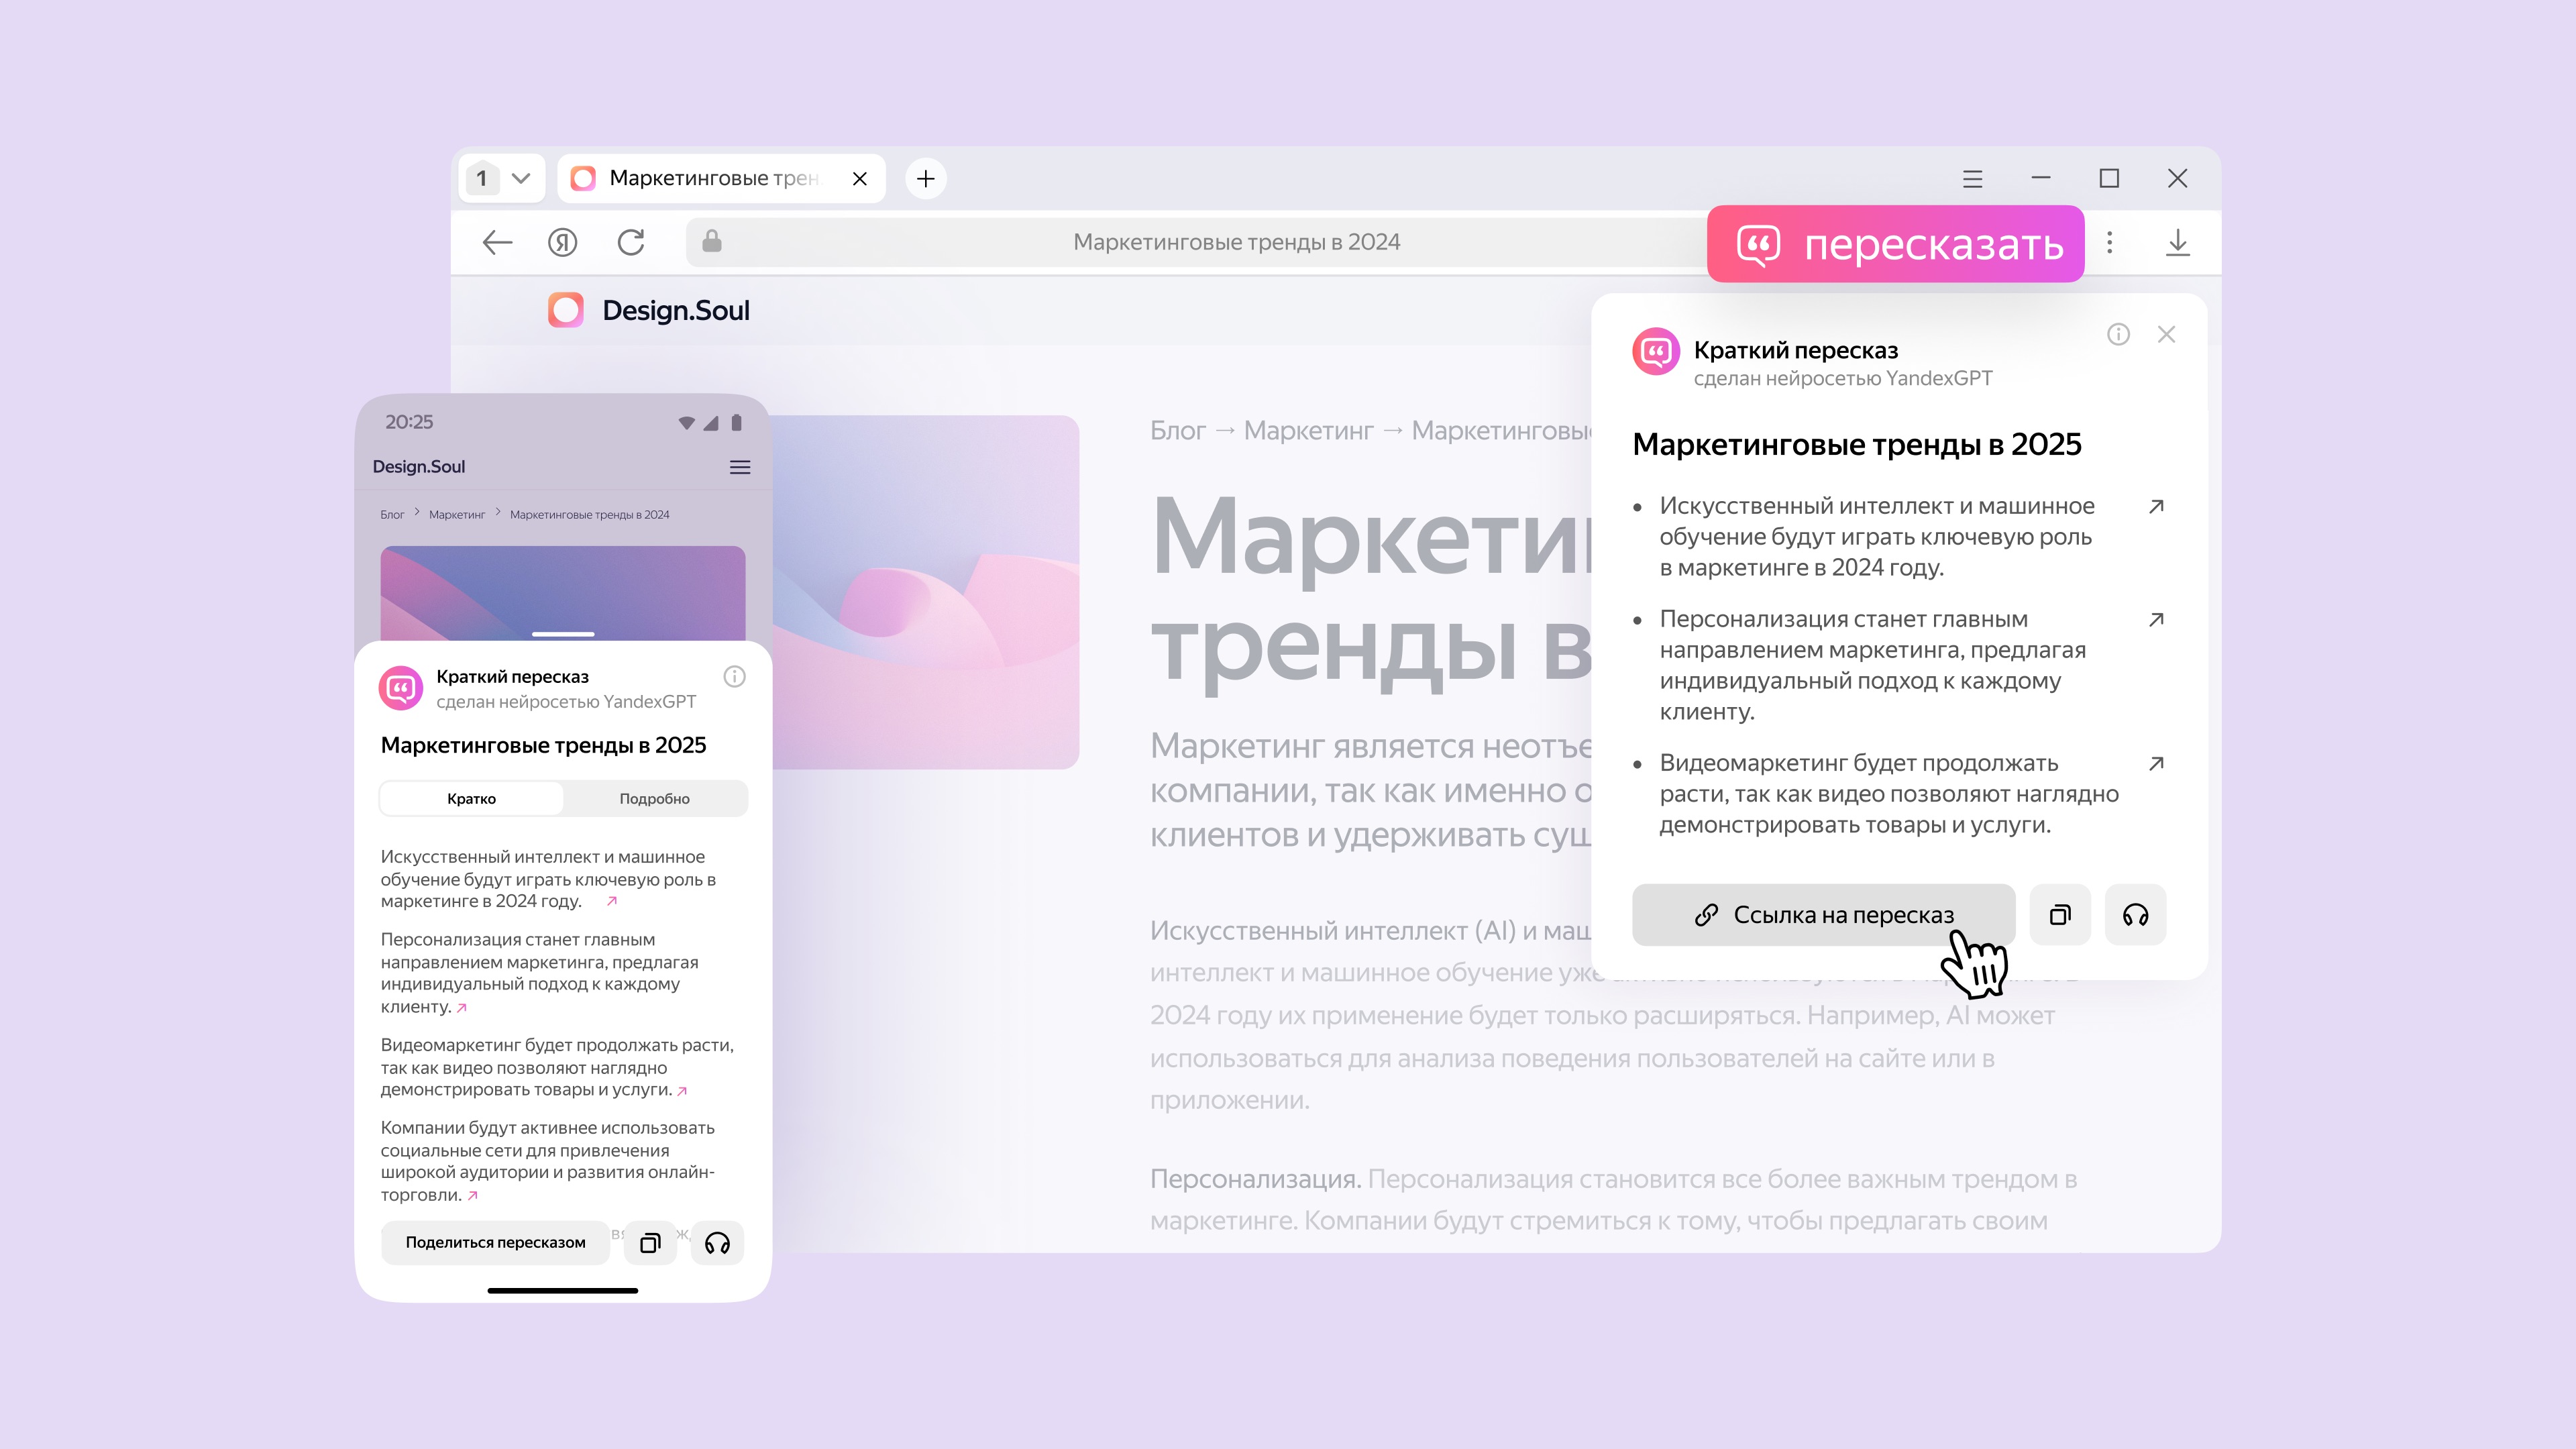 1
Маркетинговые трен
Маркетинговые тренды в 2024
пересказать
Design.Soul
Блог → Маркетинг → Маркетинговы
тренды в
Маркетинг является
компании, так как именно
клиентов и удерживать
Искусственный интеллект (AI) и
интеллект и машинное обучение уже
2024 году их применение будет только расширяться. Например, AI может
использоваться для анализа поведения пользователей на сайте или в
приложении.
Персонализация. Персонализация становится все более важным трендом в
маркетинге. Компании будут стремиться к тому, чтобы предлагать своим
Краткий пересказ
сделан нейросетью YandexGPT
Маркетинговые тренды в 2025
• Искусственный интеллект и машинное
обучение будут играть ключевую роль
в маркетинге в 2024 году.
• Персонализация станет главным
направлением маркетинга, предлагая
индивидуальный подход к каждому
клиенту.
• Видеомаркетинг будет продолжать
расти, так как видео позволяют наглядно
демонстрировать товары и услуги.
Ссылка на пересказ
20:25
Design.Soul
Блог > Маркетинг > Маркетинговые тренды в 2024
Краткий пересказ
сделан нейросетью YandexGPT
Маркетинговые тренды в 2025
Кратко Подробно
Искусственный интеллект и машинное
обучение будут играть ключевую роль в
маркетинге в 2024 году.
Персонализация станет главным
направлением маркетинга, предлагая
индивидуальный подход к каждому
клиенту.
Видеомаркетинг будет продолжать расти,
так как видео позволяют наглядно
демонстрировать товары и услуги.
Компании будут активнее использовать
социальные сети для привлечения
широкой аудитории и развития онлайн-
торговли.
Поделиться пересказом